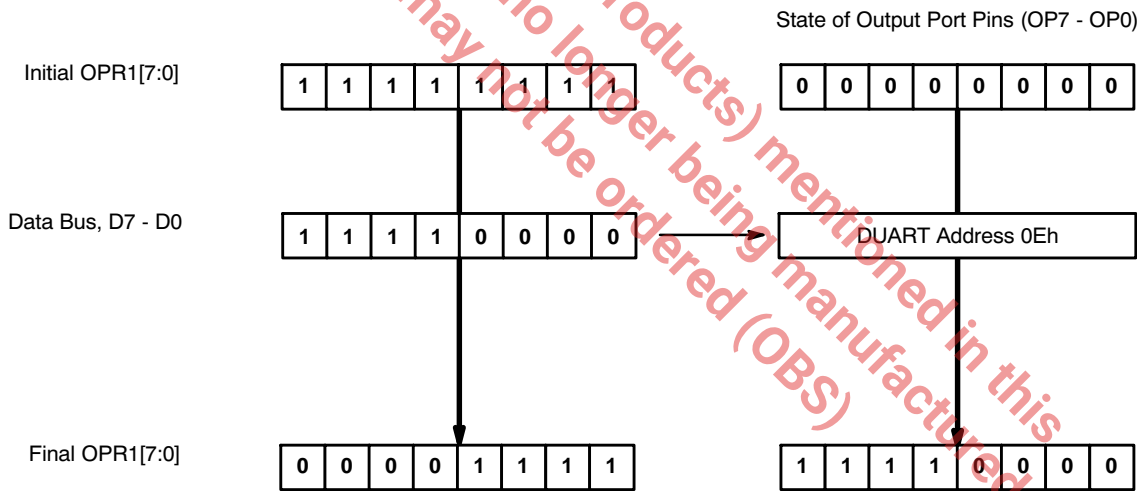 State of Output Port Pins (OP7 - OP0)
Initial OPR1[7:0]
1 1 1 1 1 1 1 1
0 0 0 0 0 0 0 0
Data Bus, D7 - D0
1 1 1 1 0 0 0 0
DUART Address 0Eh
Final OPR1[7:0]
0 0 0 0 1 1 1 1
1 1 1 1 0 0 0 0
roducts) mentioned in this
no longer being manufactured
may not be ordered (OBS)